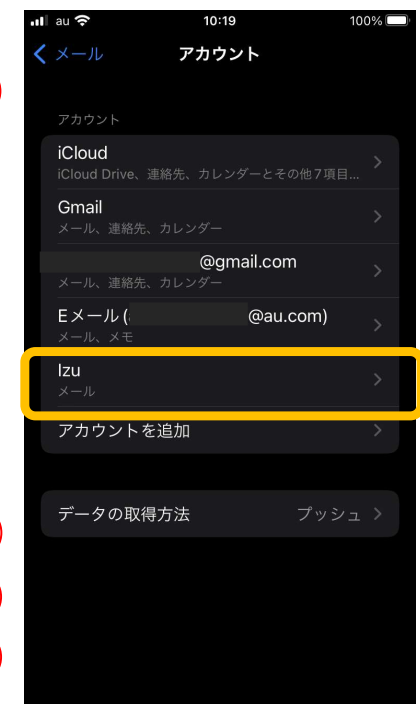 au 10:19 100%
メール アカウント
アカウント
iCloud
iCloud Drive、連絡先、カレンダーとその他7項目...
Gmail
メール、連絡先、カレンダー
@gmail.com
メール、連絡先、カレンダー
Eメール ( @au.com)
メール、メモ
Izu
メール
アカウントを追加
データの取得方法 プッシュ